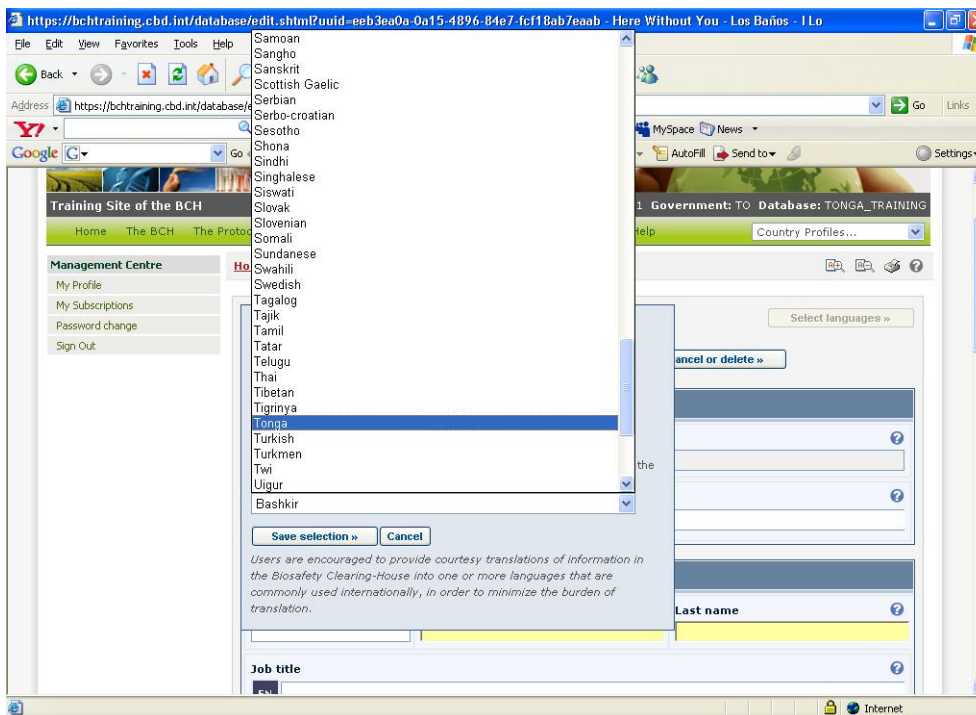 https://bchtraining.cbd.int/database/edit.shtml?uuid=eeb3ea0a-0a15-4896-84e7-fcf18ab7eaab - Here Without You - Los Baños - I Lo
File Edit View Favorites Tools Help
Back
Address https://bchtraining.cbd.int/database/e Go Links
Y! MySpace News
Google G Go AutoFill Send to Settings
Training Site of the BCH 1 Government: TO Database: TONGA_TRAINING
Home The BCH The Protoc Help Country Profiles...
Management Centre
Ho
My Profile
My Subscriptions
Password change
Sign Out
Samoan
Sangho
Sanskrit
Scottish Gaelic
Serbian
Serbo-croatian
Sesotho
Shona
Sindhi
Singhalese
Siswati
Slovak
Slovenian
Somali
Sundanese
Swahili
Swedish
Tagalog
Tajik
Tamil
Tatar
Telugu
Thai
Tibetan
Tigrinya
Tonga
Turkish
Turkmen
Twi
Uigur
Bashkir
Select languages »
ancel or delete »
the
Save selection » Cancel
Users are encouraged to provide courtesy translations of information in
the Biosafety Clearing-House into one or more languages that are
commonly used internationally, in order to minimize the burden of
translation.
Last name
Job title
EN
Internet